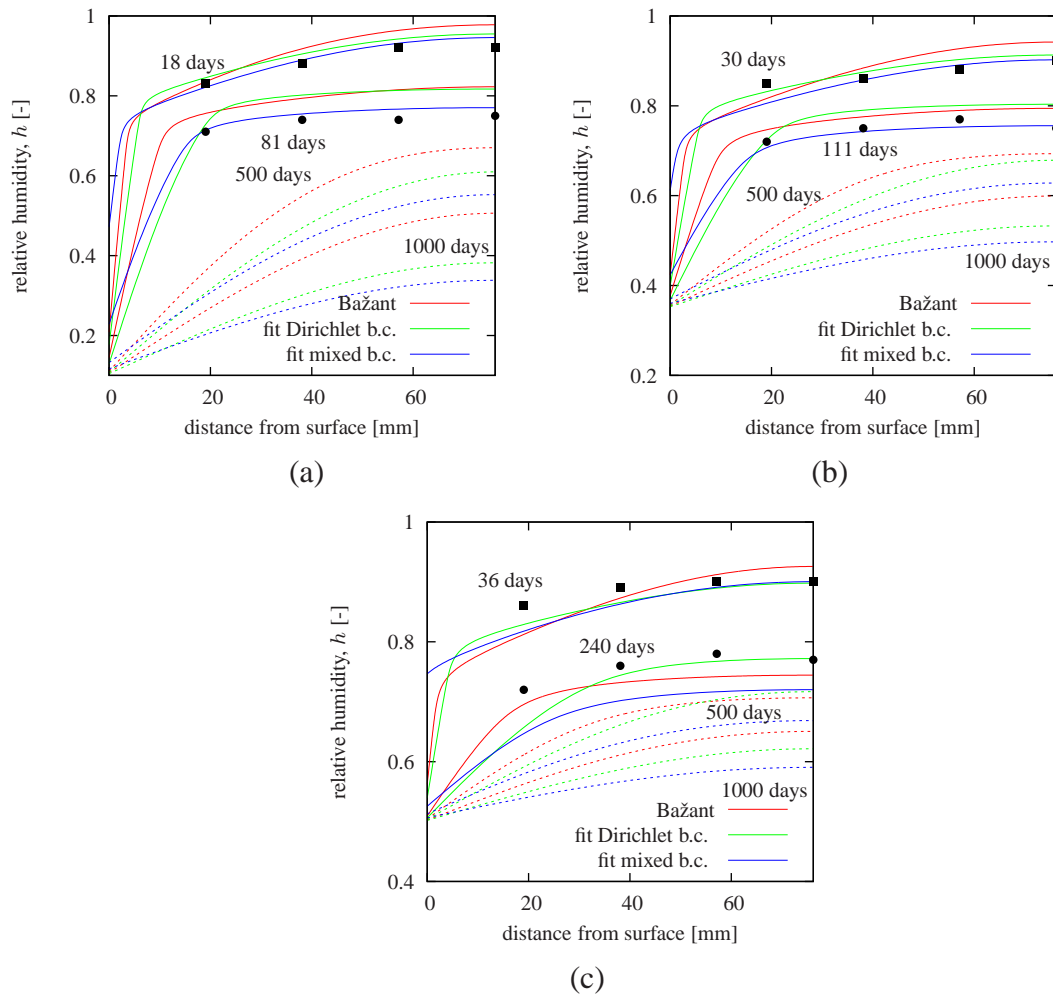 1
0.8
0.6
0.4
0.2
0
20
40
60
relative humidity, h [-]
distance from surface [mm]
18 days
81 days
500 days
1000 days
Bažant
fit Dirichlet b.c.
fit mixed b.c.
(a)
1
0.8
0.6
0.4
0.2
0
20
40
60
relative humidity, h [-]
distance from surface [mm]
30 days
111 days
500 days
1000 days
Bažant
fit Dirichlet b.c.
fit mixed b.c.
(b)
1
0.8
0.6
0.4
0
20
40
60
relative humidity, h [-]
distance from surface [mm]
36 days
240 days
500 days
1000 days
Bažant
fit Dirichlet b.c.
fit mixed b.c.
(c)